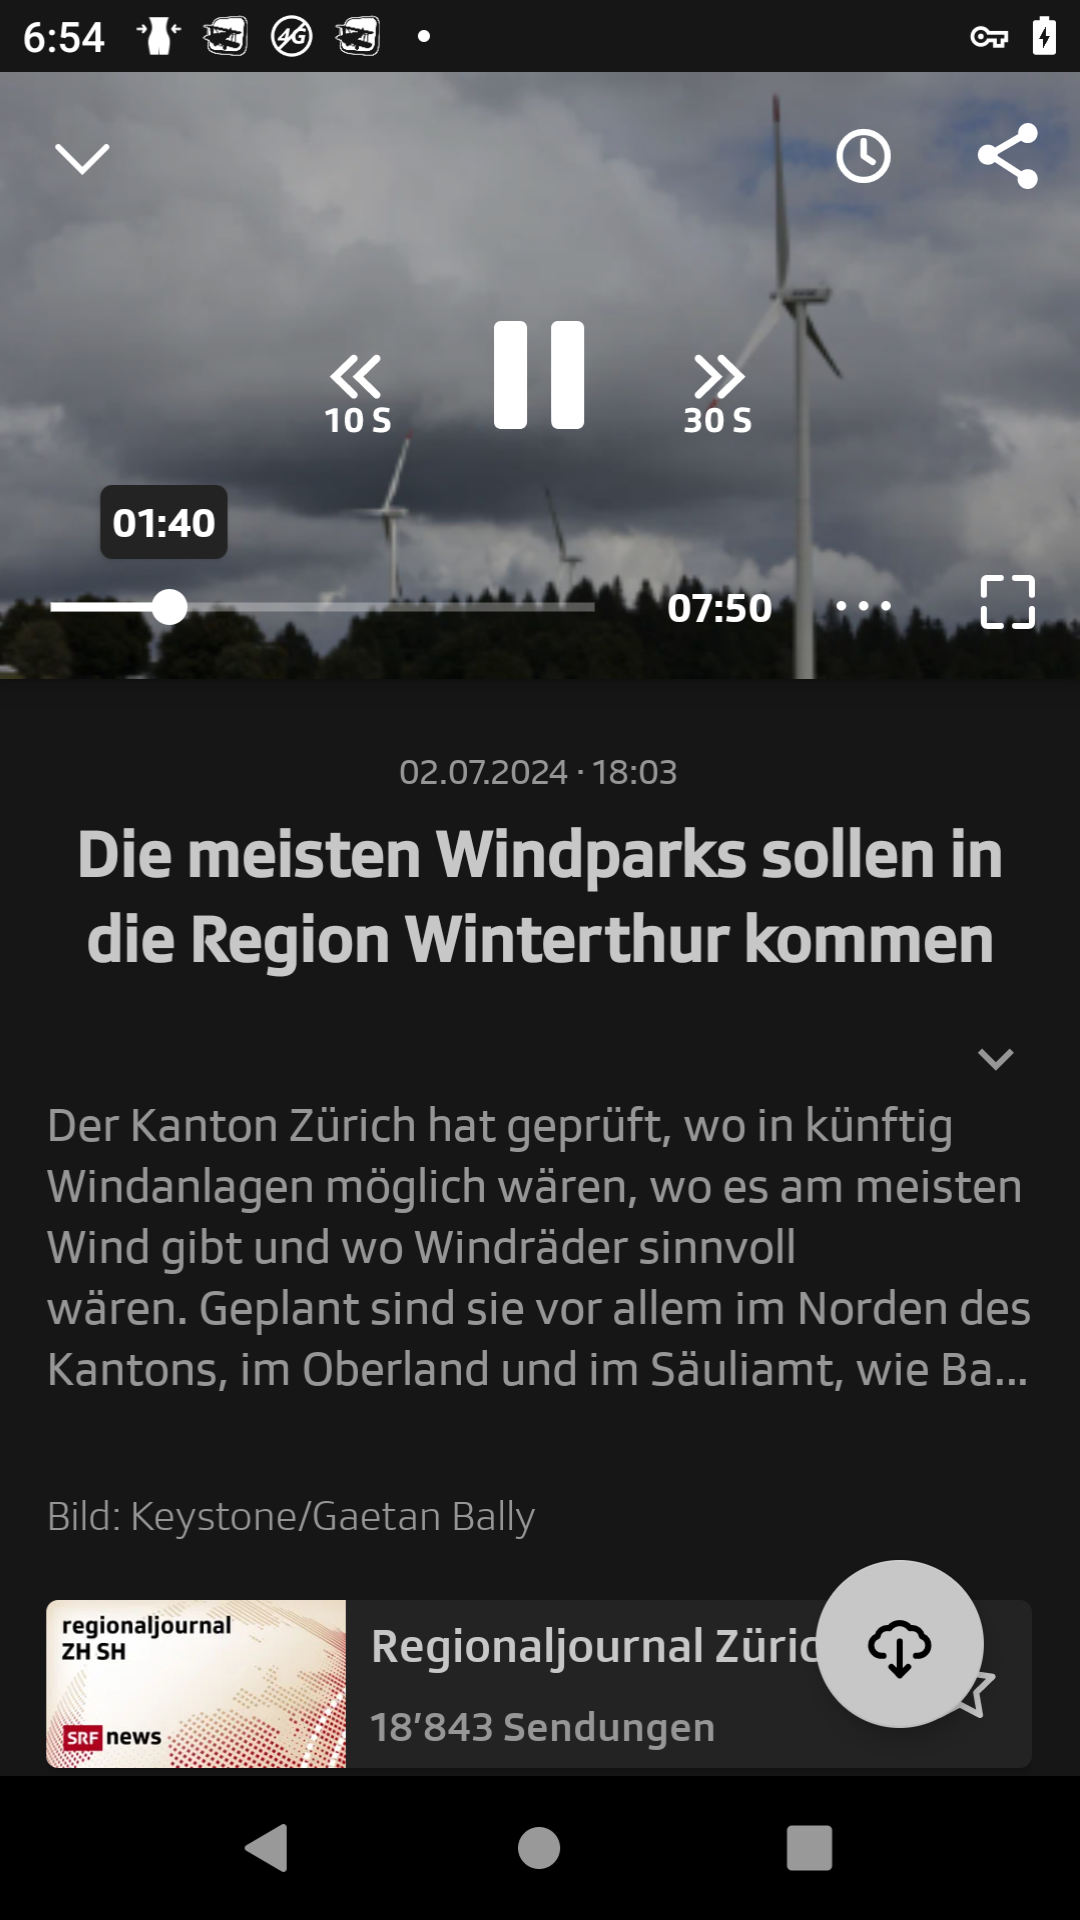 6:54
4G
10 S
30 S
01:40
07:50
02.07.2024 · 18:03
Die meisten Windparks sollen in
die Region Winterthur kommen
Der Kanton Zürich hat geprüft, wo in künftig
Windanlagen möglich wären, wo es am meisten
Wind gibt und wo Windräder sinnvoll
wären. Geplant sind sie vor allem im Norden des
Kantons, im Oberland und im Säuliamt, wie Ba...
Bild: Keystone/Gaetan Bally
regionaljournal
ZH SH
SRF news
Regionaljournal Züric
18’843 Sendungen